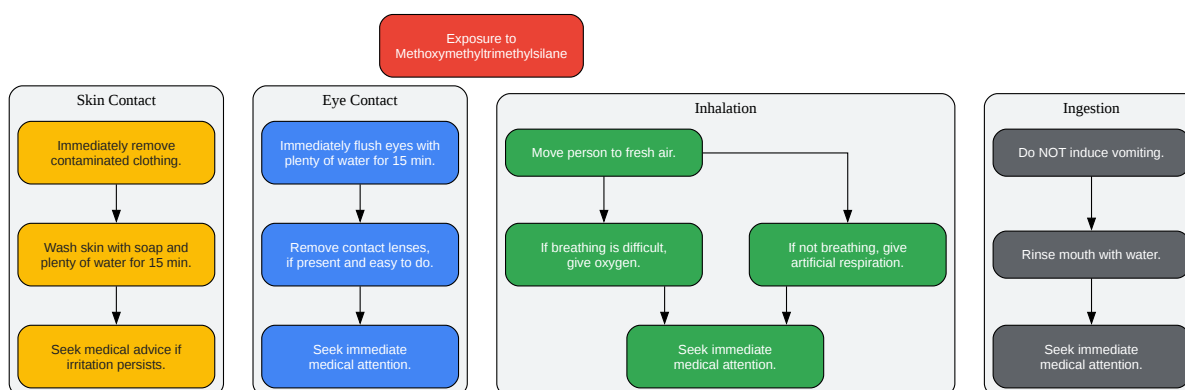 Exposure to
Methoxymethyltrimethylsilane
Skin Contact
Immediately remove
contaminated clothing.
Wash skin with soap and
plenty of water for 15 min.
Seek medical advice if
irritation persists.
Eye Contact
Immediately flush eyes with
plenty of water for 15 min.
Remove contact lenses,
if present and easy to do.
Seek immediate
medical attention.
Inhalation
Move person to fresh air.
If breathing is difficult,
give oxygen.
If not breathing, give
artificial respiration.
Seek immediate
medical attention.
Ingestion
Do NOT induce vomiting.
Rinse mouth with water.
Seek immediate
medical attention.